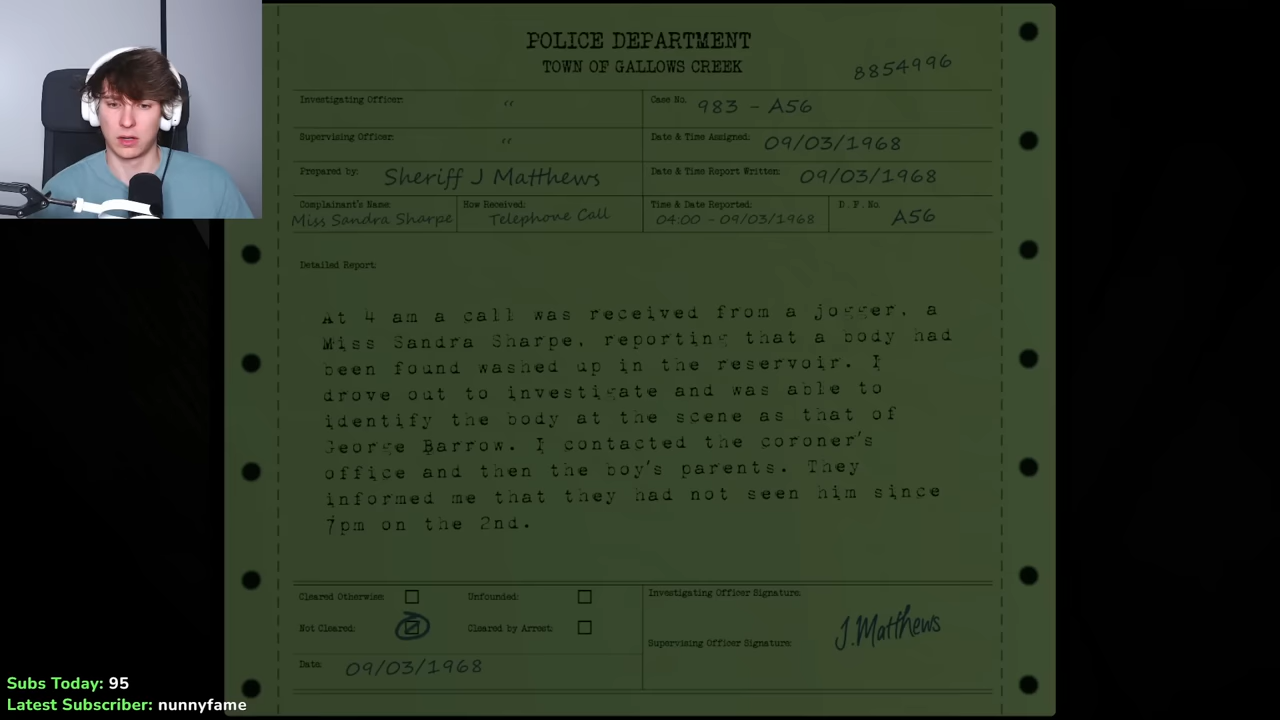 POLICE DEPARTMENT
TOWN OF GALLOWS CREEK
8854996
Investigating Officer: "
Case No. 983 - A56
Supervising Officer: "
Date & Time Assigned: 09/03/1968
Prepared by: Sheriff J Matthews
Date & Time Report Written: 09/03/1968
Complainant's Name: Miss Sandra Sharpe
How Received: Telephone Call
Time & Date Reported: 04:00 - 09/03/1968
D. F. No. A56
Detailed Report:
At 4 am a call was received from a jogger, a
Miss Sandra Sharpe, reporting that a body had
been found washed up in the reservoir. I
drove out to investigate and was able to
identify the body at the scene as that of
George Barrow. I contacted the coroner's
office and then the boy's parents. They
informed me that they had not seen him since
7pm on the 2nd.
Cleared Otherwise:
Unfounded:
Not Cleared:
Cleared by Arrest:
Date: 09/03/1968
Investigating Officer Signature:
Supervising Officer Signature:
J.Matthews
Subs Today: 95
Latest Subscriber: nunnyfame